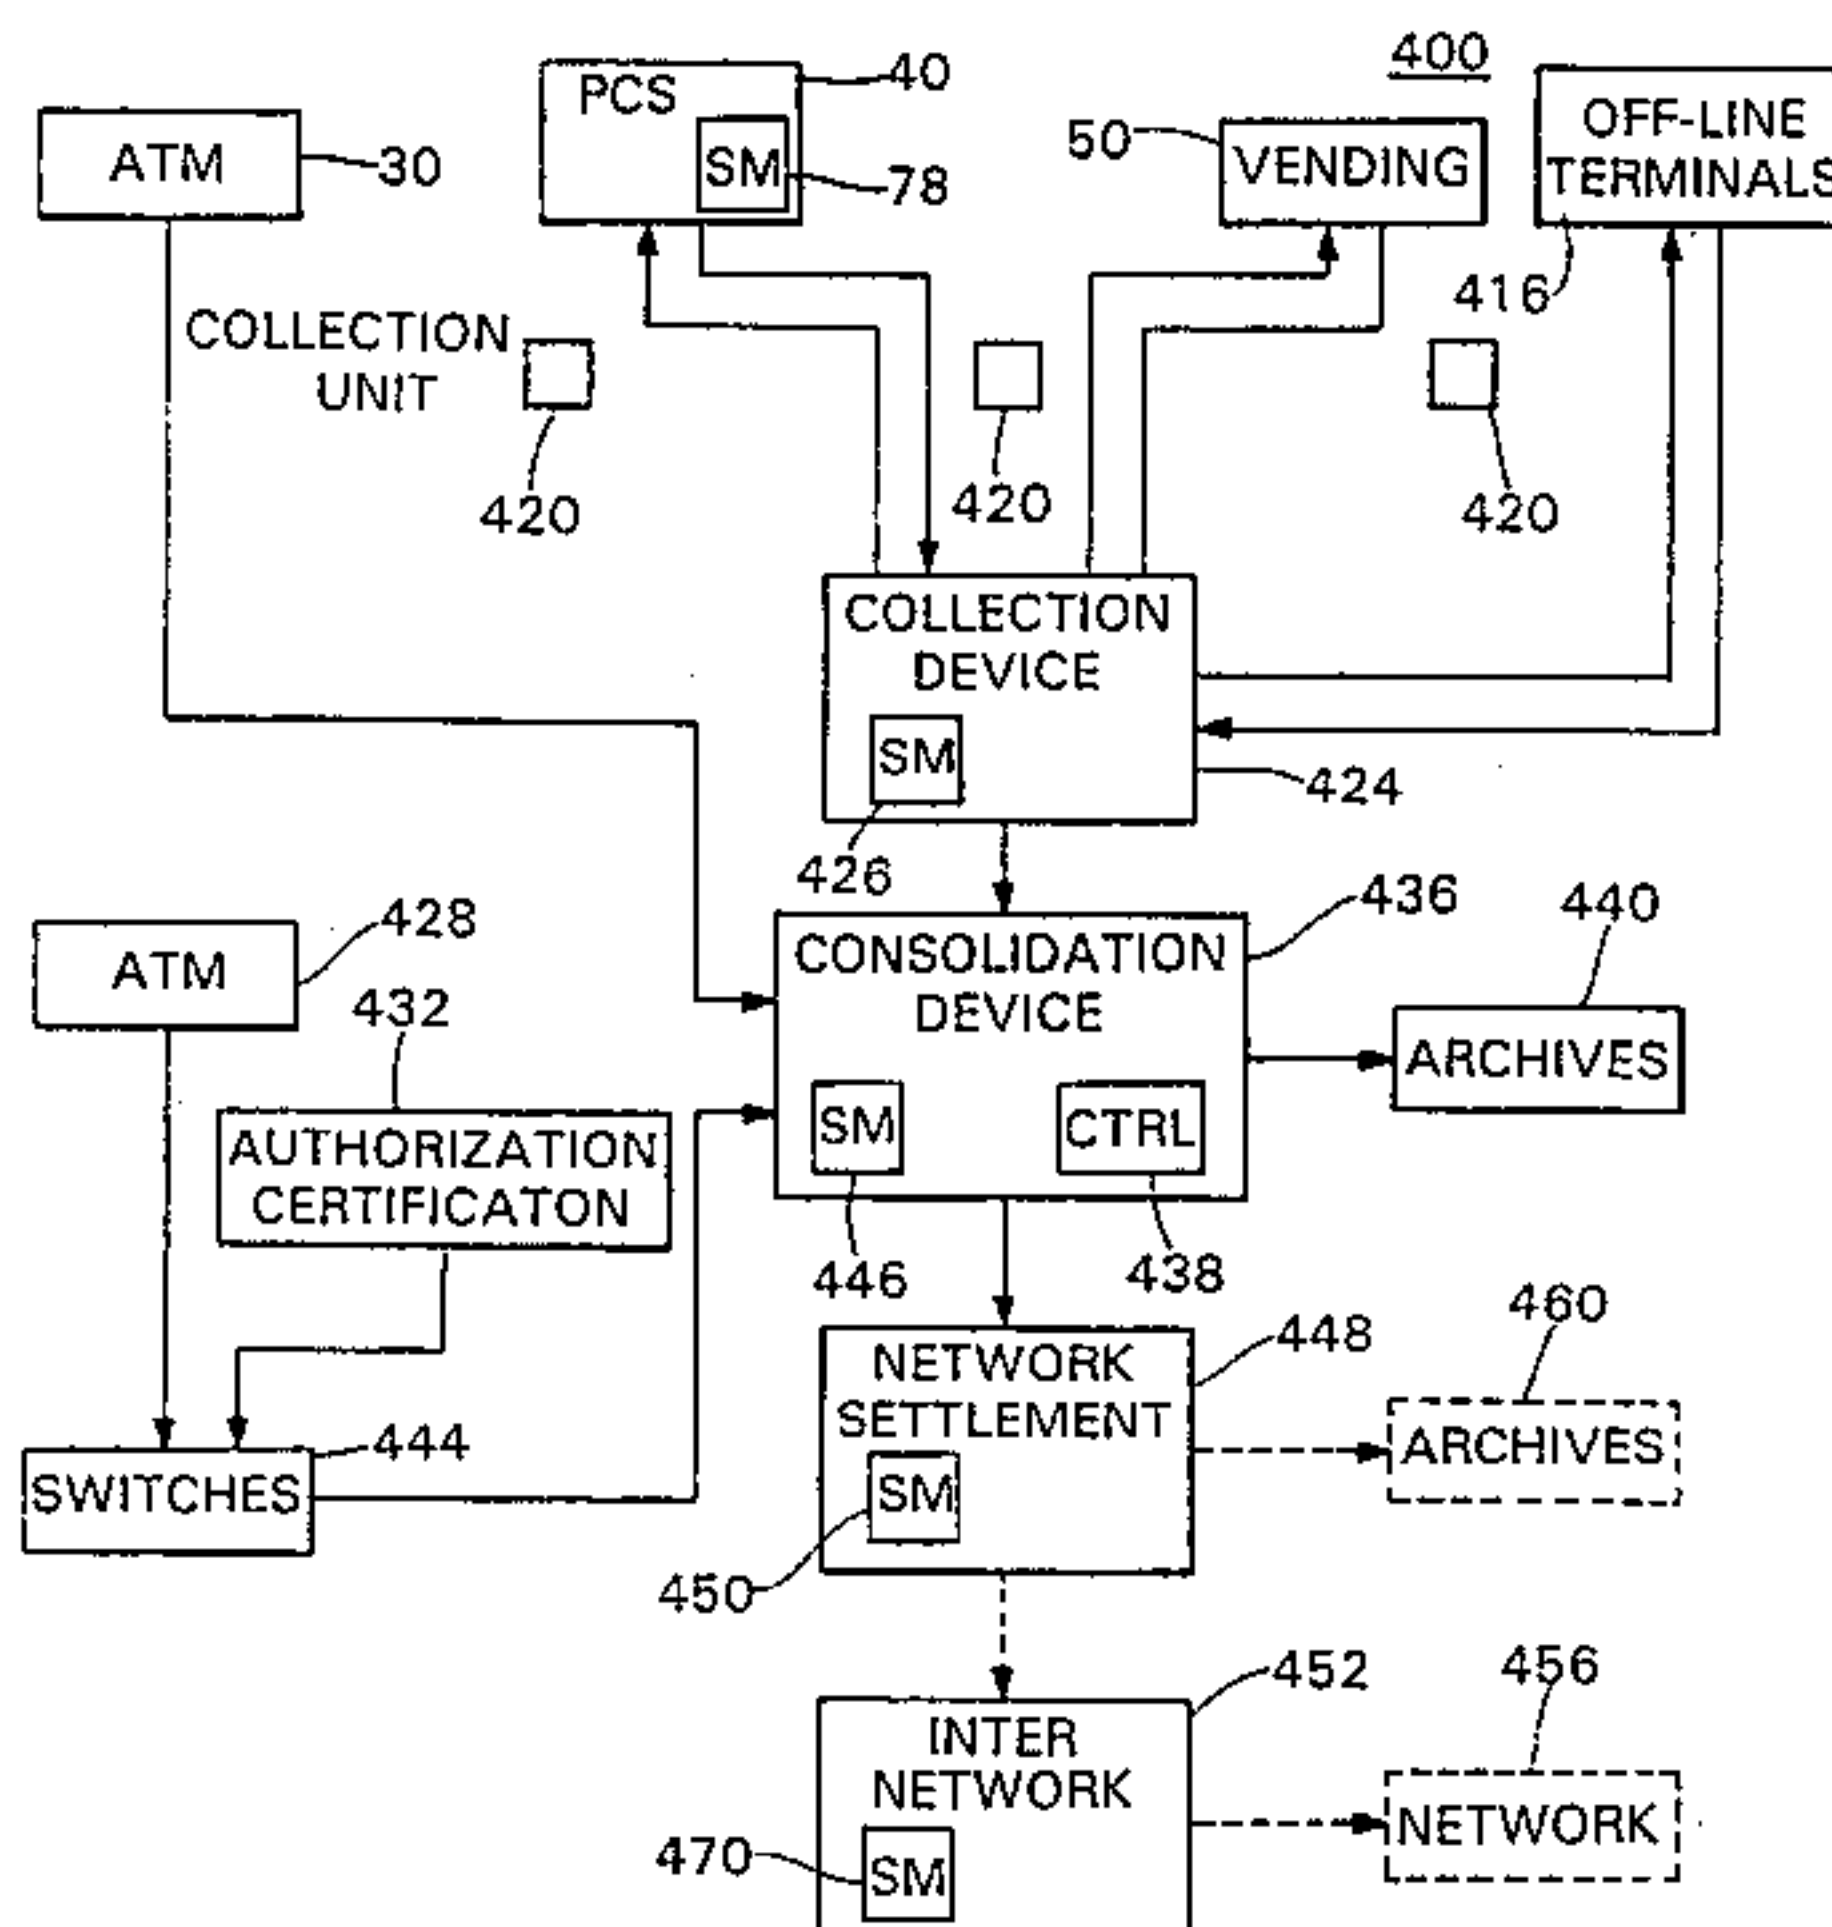 400
PCS
40
SM
78
ATM
30
50
VENDING
OFF-LINE
TERMINALS
416
COLLECTION
UNIT
420
420
420
COLLECTION
DEVICE
SM
424
426
ATM
428
432
AUTHORIZATION
CERTIFICATON
CONSOLIDATION
DEVICE
436
440
ARCHIVES
SM
CTRL
446
438
SWITCHES
444
NETWORK
SETTLEMENT
448
SM
450
460
ARCHIVES
INTER
NETWORK
452
456
NETWORK
470
SM